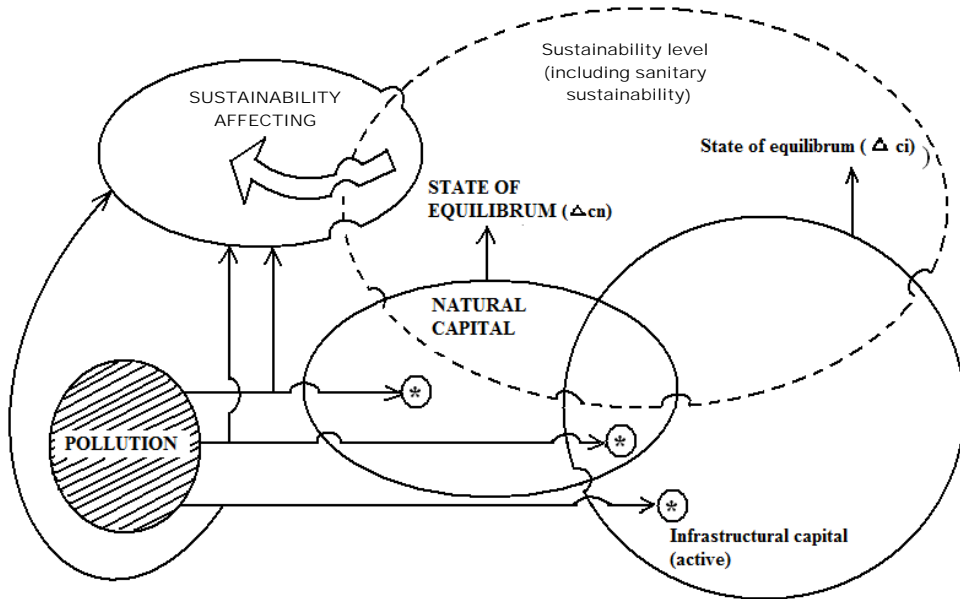 Sustainability level
(including sanitary
sustainability)
SUSTAINABILITY
AFFECTING
State of equilibrum ( Δ ci) )
STATE OF
EQUILIBRUM (Δcn)
NATURAL
CAPITAL
*
POLLUTION
*
*
Infrastructural capital
(active)